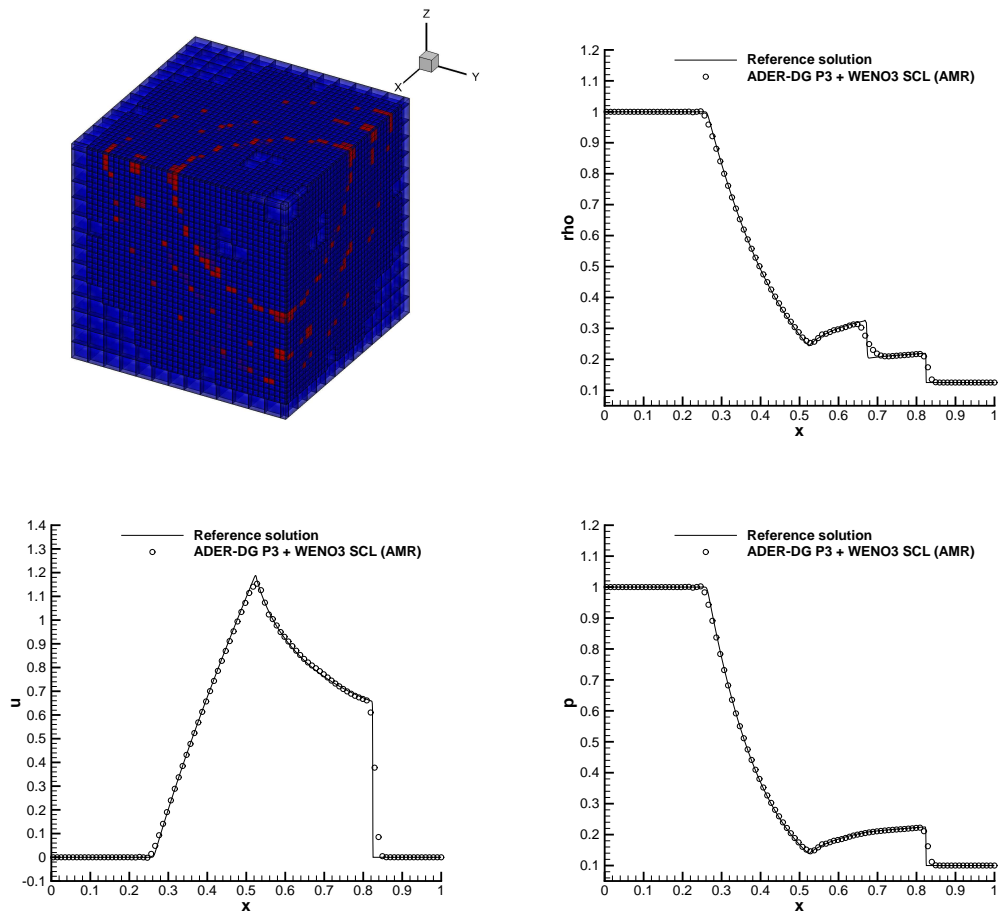 Z
Y
X
1.2
1.1
1
0.9
0.8
0.7
0.6
0.5
0.4
0.3
0.2
0.1
rho
Reference solution
ADER-DG P3 + WENO3 SCL (AMR)
0 0.1 0.2 0.3 0.4 0.5 0.6 0.7 0.8 0.9 1
x
1.4
1.3
1.2
1.1
1
0.9
0.8
0.7
0.6
0.5
0.4
0.3
0.2
0.1
0
-0.1
u
Reference solution
ADER-DG P3 + WENO3 SCL (AMR)
0 0.1 0.2 0.3 0.4 0.5 0.6 0.7 0.8 0.9 1
x
1.2
1.1
1
0.9
0.8
0.7
0.6
0.5
0.4
0.3
0.2
0.1
p
Reference solution
ADER-DG P3 + WENO3 SCL (AMR)
0 0.1 0.2 0.3 0.4 0.5 0.6 0.7 0.8 0.9 1
x